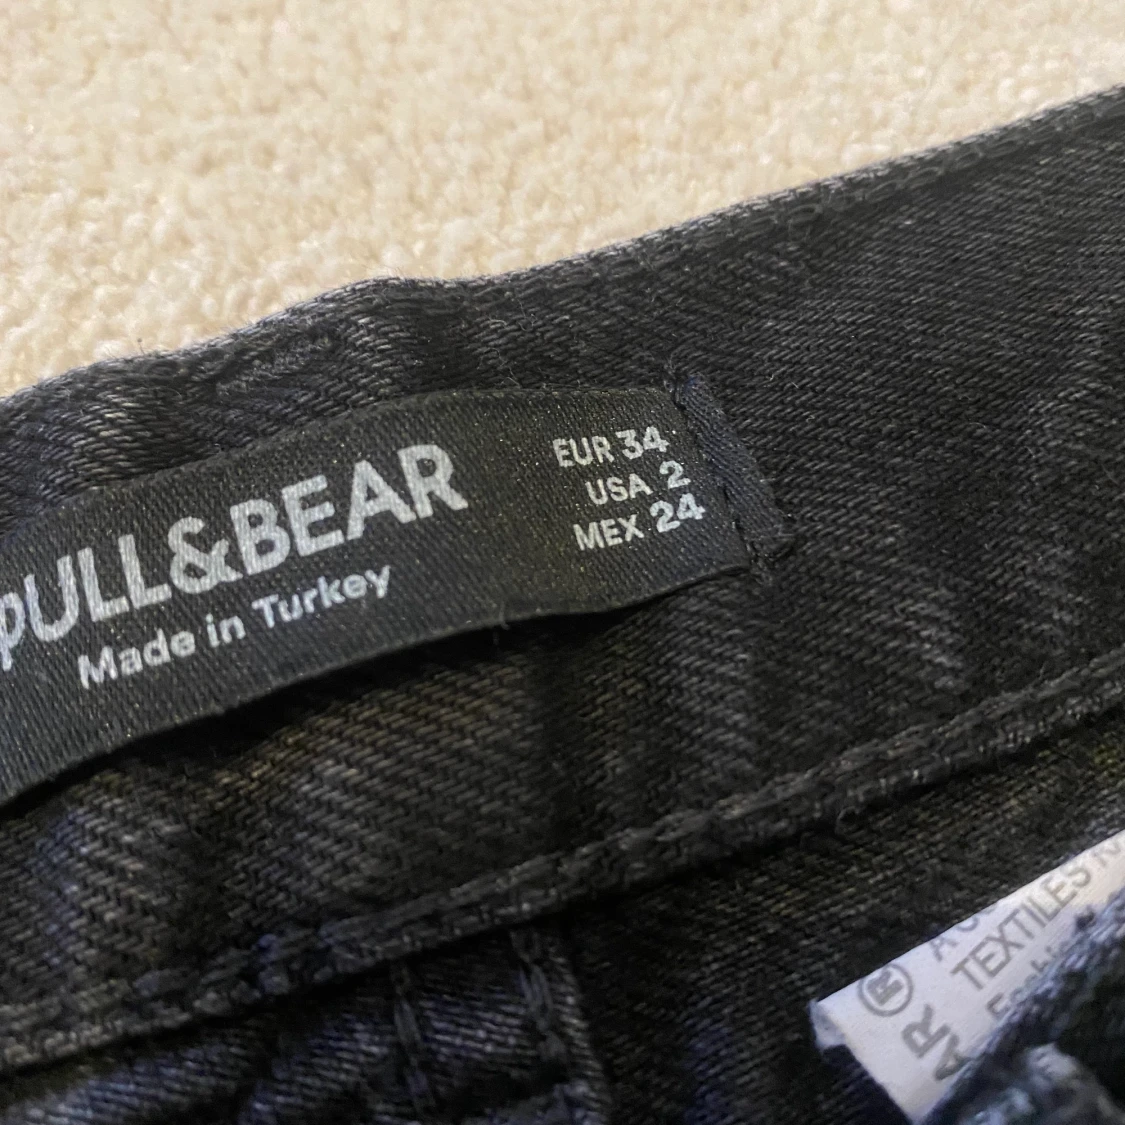 PULL&BEAR
Made in Turkey
EUR 34
USA 2
MEX 24
®
TEXTILES